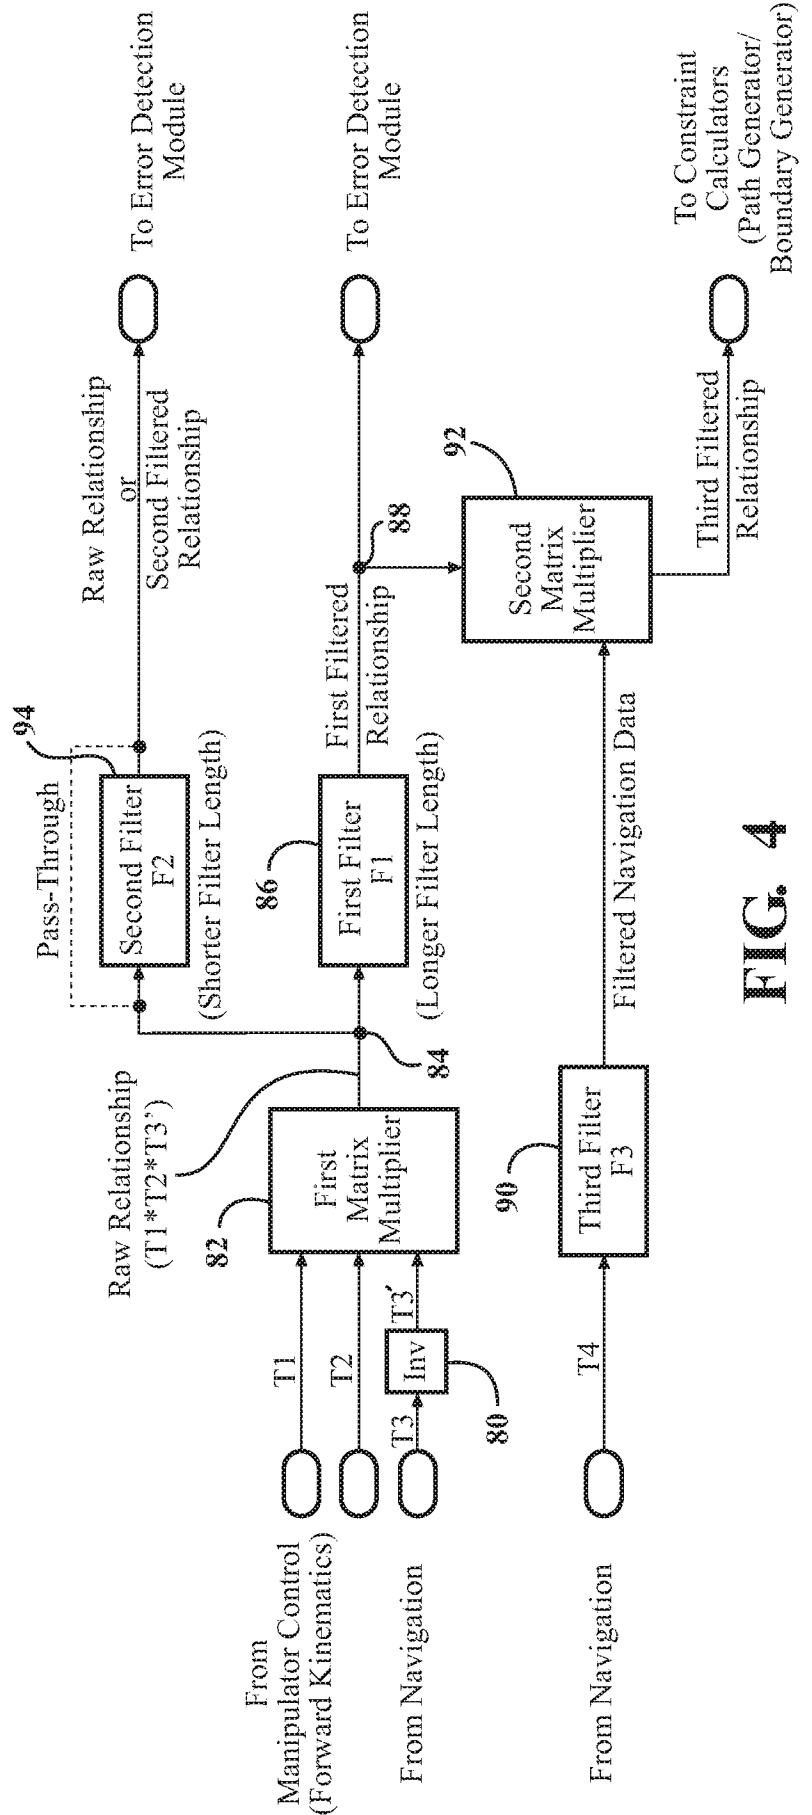 From
Manipulator Control
(Forward Kinematics)
From Navigation
From Navigation
T1
T2
T3
Inv
T3′
80
T4
82
First
Matrix
Multiplier
Raw Relationship
(T1*T2*T3')
84
90
Third Filter
F3
Pass-Through
94
Second Filter
F2
(Shorter Filter Length)
86
First Filter
F1
(Longer Filter Length)
Filtered Navigation Data
Raw Relationship
or
Second Filtered
Relationship
First Filtered
Relationship
88
92
Second
Matrix
Multiplier
Third Filtered
Relationship
To Error Detection
Module
To Error Detection
Module
To Constraint
Calculators
(Path Generator/
Boundary Generator)
FIG. 4